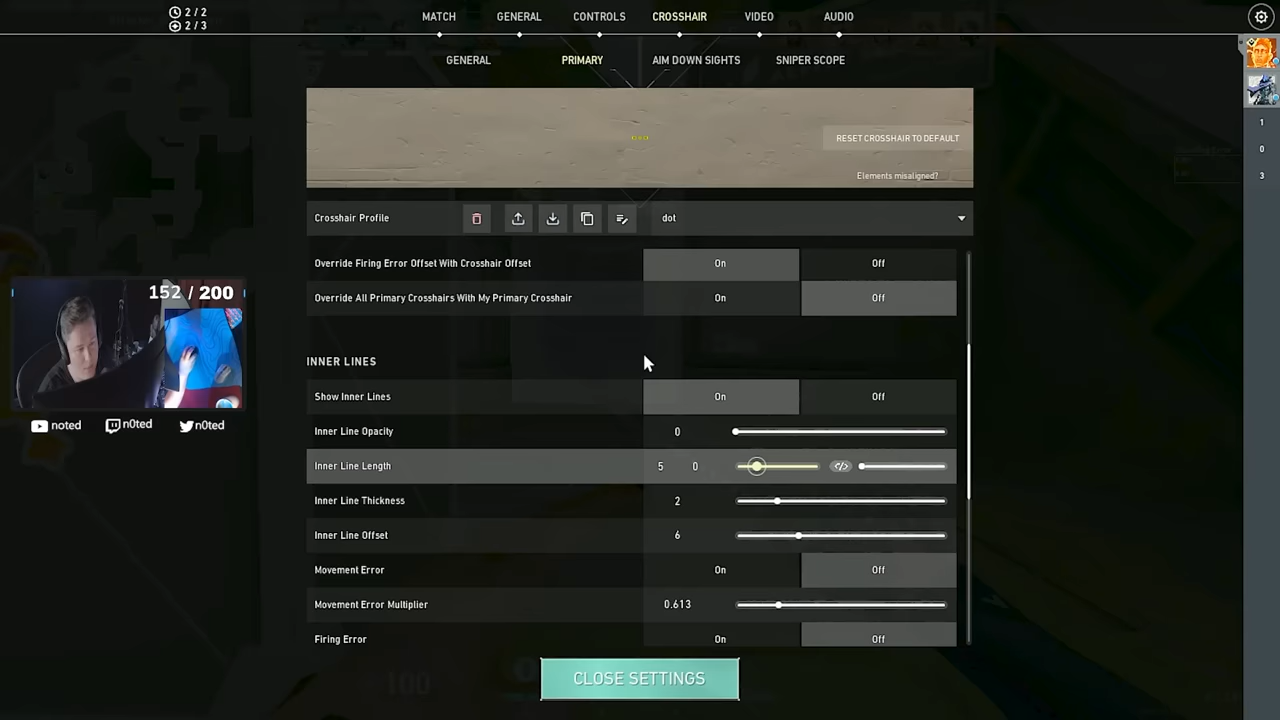 2 / 2
2 / 3
MATCH GENERAL CONTROLS CROSSHAIR VIDEO AUDIO
GENERAL PRIMARY AIM DOWN SIGHTS SNIPER SCOPE
RESET CROSSHAIR TO DEFAULT
Elements misaligned?
Crosshair Profile dot
Override Firing Error Offset With Crosshair Offset On Off
Override All Primary Crosshairs With My Primary Crosshair On Off
INNER LINES
Show Inner Lines On Off
Inner Line Opacity 0
Inner Line Length 5 0
Inner Line Thickness 2
Inner Line Offset 6
Movement Error On Off
Movement Error Multiplier 0.613
Firing Error On Off
CLOSE SETTINGS
152 / 200
noted n0ted n0ted
1
0
3
100